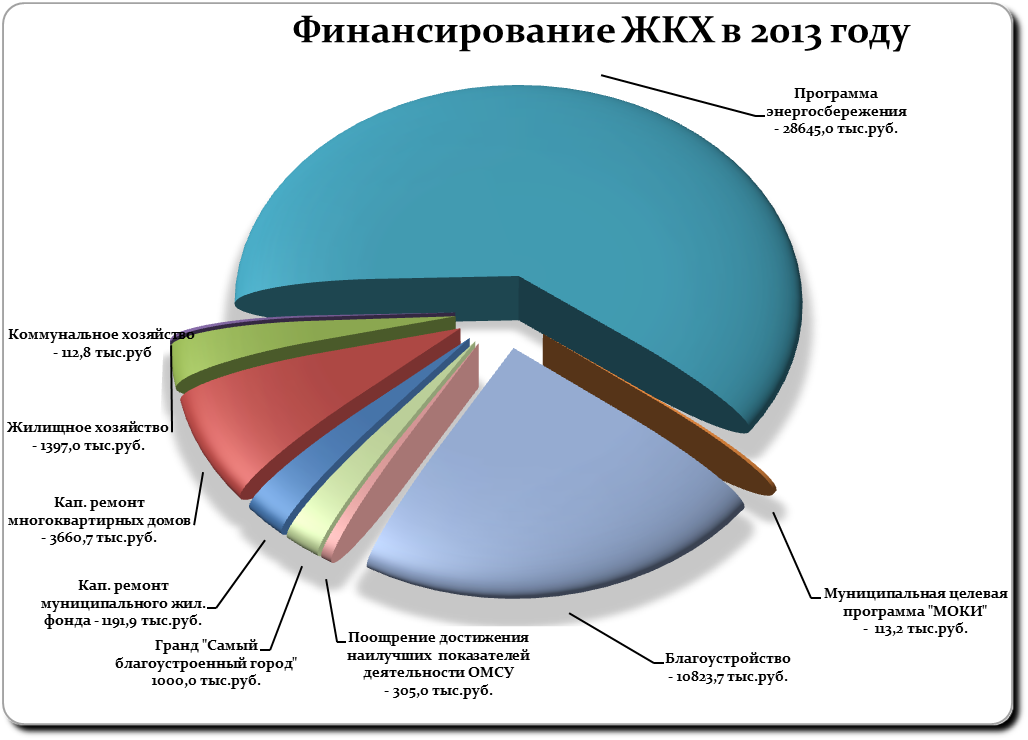 Финансирование ЖКХ в 2013 году
Программа
энергосбережения
- 28645,0 тыс.руб.
Коммунальное хозяйство
- 112,8 тыс.руб
Жилищное хозяйство
- 1397,0 тыс.руб.
Кап. ремонт
многоквартирных домов
- 3660,7 тыс.руб.
Кап. ремонт
муниципального жил.
фонда - 1191,9 тыс.руб.
Гранд "Самый
благоустроенный город"
1000,0 тыс.руб.
Поощрение достижения
наилучших показателей
деятельности ОМСУ
- 305,0 тыс.руб.
Благоустройство
- 10823,7 тыс.руб.
Муниципальная целевая
программа "МОКИ"
- 113,2 тыс.руб.